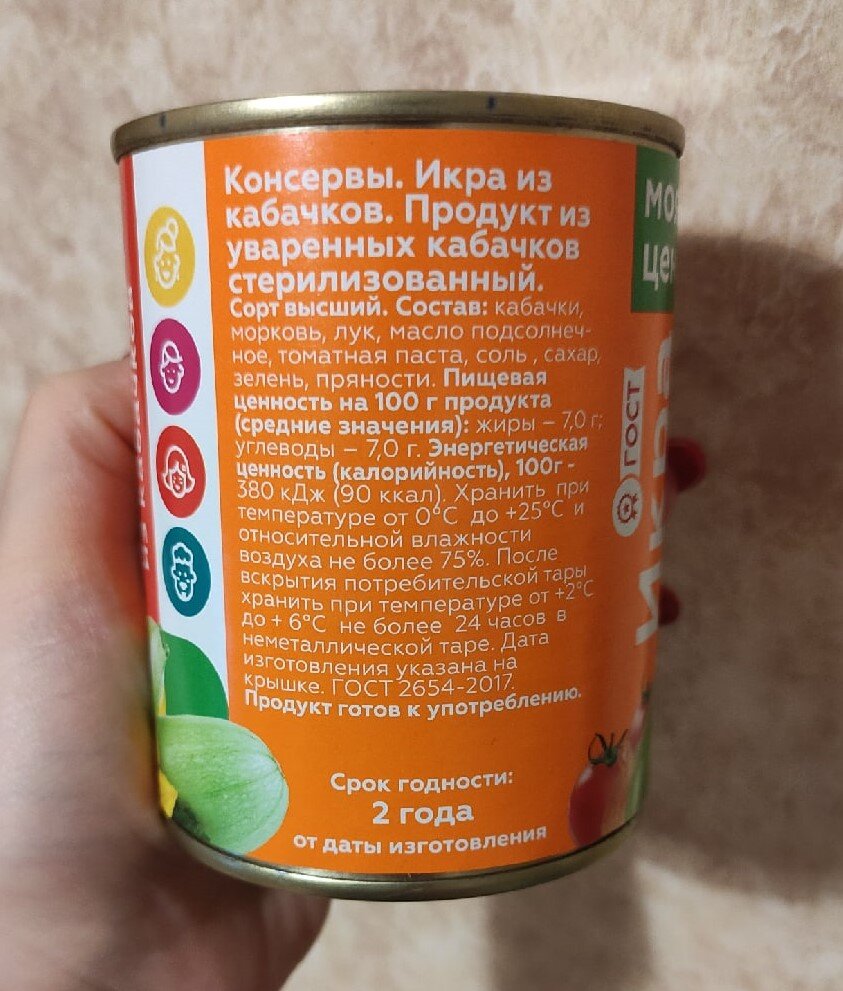 Консервы. Икра из
кабачков. Продукт из
уваренных кабачков
стерилизованный.
Сорт высший. Состав: кабачки,
морковь, лук, масло подсолнеч-
ное, томатная паста, соль , сахар,
зелень, пряности. Пищевая
ценность на 100 г продукта
(средние значения): жиры – 7,0 г;
углеводы – 7,0 г. Энергетическая
ценность (калорийность), 100г -
380 кДж (90 ккал). Хранить при
температуре от 0°С до +25°С и
относительной влажности
воздуха не более 75%. После
вскрытия потребительской тары
хранить при температуре от +2°С
до + 6°С не более 24 часов в
неметаллической таре. Дата
изготовления указана на
крышке. ГОСТ 2654-2017.
Продукт готов к употреблению.
Срок годности:
2 года
от даты изготовления
ГОСТ
Икра